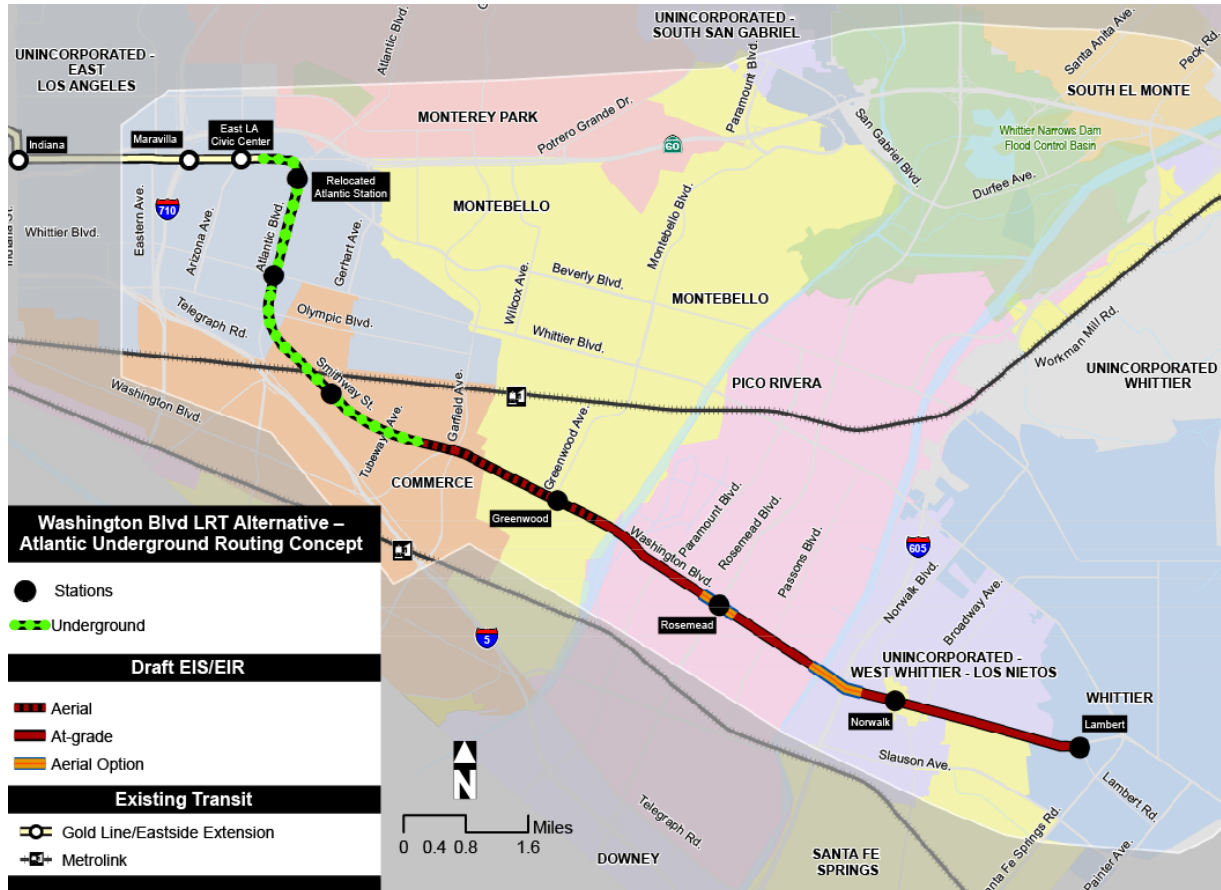 UNINCORPORATED -
EAST
LOS ANGELES
Atlantic Blvd.
UNINCORPORATED -
SOUTH SAN GABRIEL
Paramount Blvd.
Santa Anita Ave.
Peck Rd.
SOUTH EL MONTE
MONTEREY PARK
Potrero Grande Dr.
60
San Gabriel Blvd.
Whittier Narrows Dam
Flood Control Basin
Durfee Ave.
Indiana
Maravilla
East LA
Civic Center
Relocated
Atlantic Station
Indiana St.
Whittier Blvd.
Eastern Ave.
710
Arizona Ave.
Atlantic Blvd.
Gerhart Ave.
MONTEBELLO
Montebello Blvd.
Wilcox Ave.
Beverly Blvd.
MONTEBELLO
Telegraph Rd.
Olympic Blvd.
Whittier Blvd.
Workman Mill Rd.
UNINCORPORATED
WHITTIER
Washington Blvd.
Smithway St.
PICO RIVERA
Tubeway Ave.
Garfield Ave.
Greenwood Ave.
COMMERCE
Greenwood
Washington Blvd.
Paramount Blvd.
Rosemead Blvd.
Passons Blvd.
605
Norwalk Blvd.
Broadway Ave.
Rosemead
5
UNINCORPORATED -
WEST WHITTIER - LOS NIETOS
Norwalk
WHITTIER
Lambert
Slauson Ave.
Lambert Rd.
Telegraph Rd.
DOWNEY
SANTA FE
SPRINGS
Santa Fe Springs Rd.
Painter Ave.
Washington Blvd LRT Alternative –
Atlantic Underground Routing Concept
Stations
Underground
Draft EIS/EIR
Aerial
At-grade
Aerial Option
Existing Transit
Gold Line/Eastside Extension
Metrolink
N
Miles
0 0.4 0.8 1.6